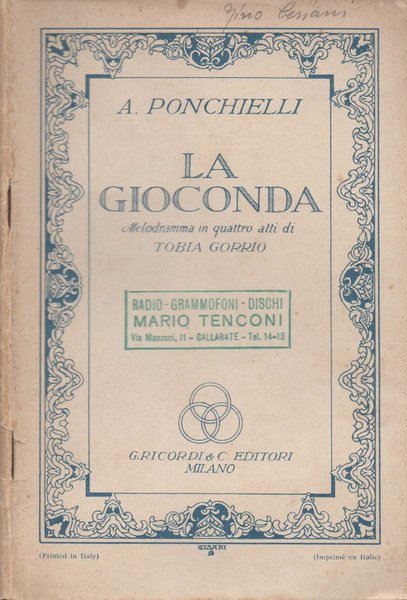 A. PONCHIELLI
LA
GIOCONDA
Melodramma in quattro atti di
TOBIA GORRIO
RADIO - GRAMMOFONI - DISCHI
MARIO TENCONI
Via Manzoni, 11 - GALLARATE - Tel. 14-13
G. RICORDI & C. EDITORI
MILANO
CISARI
(Printed in Italy)
(Imprimé en Italie)